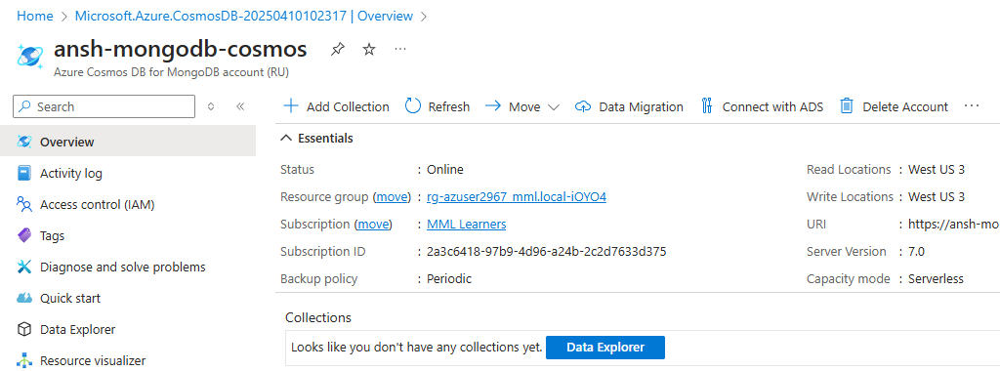 Home > Microsoft.Azure.CosmosDB-20250410102317 | Overview >
ansh-mongodb-cosmos
Azure Cosmos DB for MongoDB account (RU)
Search
Overview
Activity log
Access control (IAM)
Tags
Diagnose and solve problems
Quick start
Data Explorer
Resource visualizer
Add Collection Refresh Move Data Migration Connect with ADS Delete Account ...
Essentials
Status : Online
Resource group (move) : rg-azuser2967_mml.local-iOYO4
Subscription (move) : MML Learners
Subscription ID : 2a3c6418-97b9-4d96-a24b-2c2d7633d375
Backup policy : Periodic
Read Locations : West US 3
Write Locations : West US 3
URI : https://ansh-mo
Server Version : 7.0
Capacity mode : Serverless
Collections
Looks like you don't have any collections yet. Data Explorer